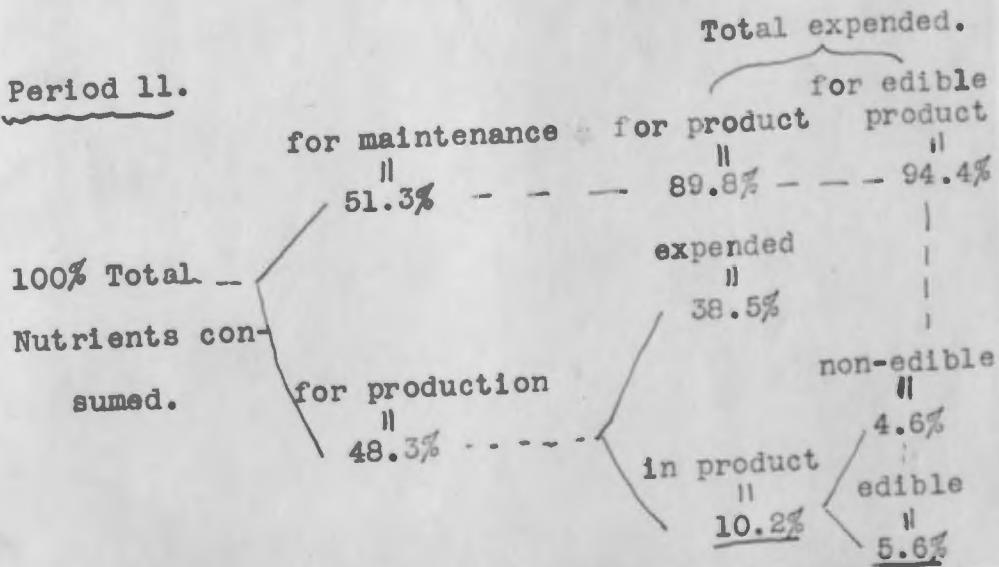 Total expended.
Period 11.
for edible
for maintenance for product product
51.3% - - - 89.8% - - - 94.4%
expended
100% Total
38.5%
Nutrients con-
non-edible
sumed. for production
4.6%
48.3% - - - -
in product
edible
10.2%
5.6%